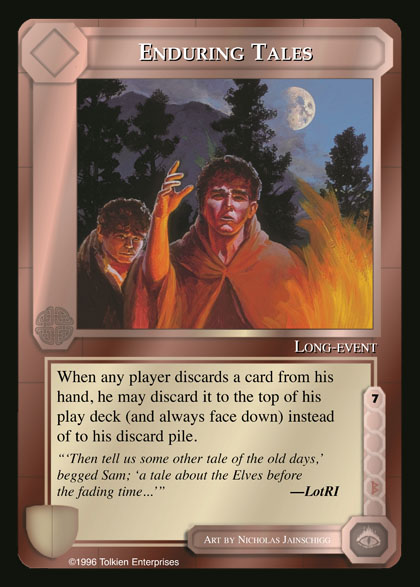 ENDURING TALES
LONG-EVENT
When any player discards a card from his
hand, he may discard it to the top of his
play deck (and always face down) instead
of to his discard pile.
7
“‘Then tell us some other tale of the old days,’
begged Sam; ‘a tale about the Elves before
the fading time...’” —LotRI
ART BY NICHOLAS JAINSCHIGG
©1996 Tolkien Enterprises